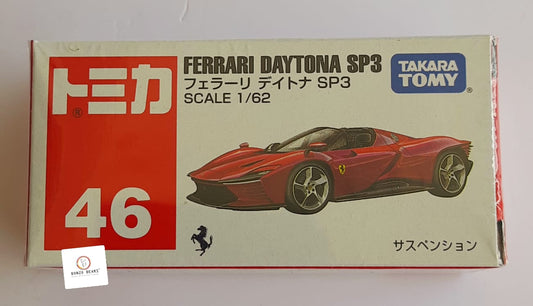 トミカ
®
46
FERRARI DAYTONA SP3
フェラーリ デイトナ SP3
SCALE 1/62
TAKARA
TOMY
®
サスペンション